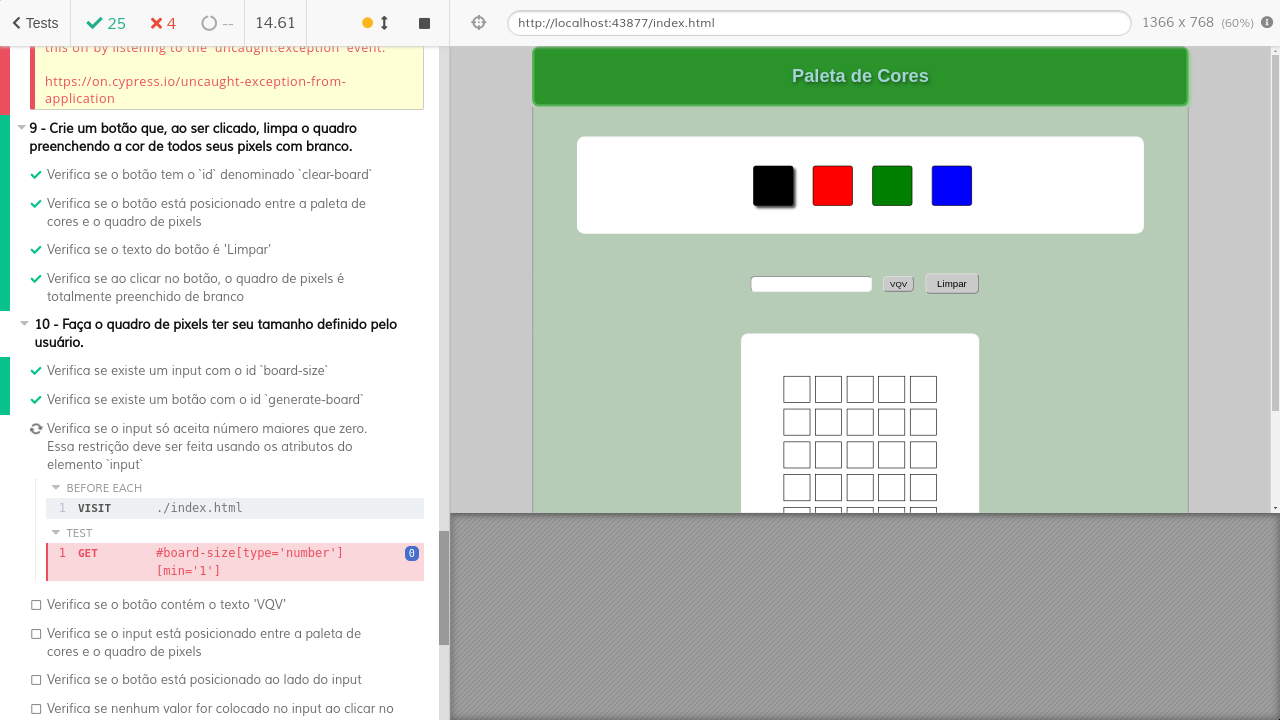 Tests
25
4
--
14.61
http://localhost:43877/index.html
1366 x 768 (60%)
this off by listening to the 'uncaught:exception' event.
https://on.cypress.io/uncaught-exception-from-
application
9 - Crie um botão que, ao ser clicado, limpa o quadro
preenchendo a cor de todos seus pixels com branco.
Verifica se o botão tem o `id` denominado `clear-board`
Verifica se o botão está posicionado entre a paleta de
cores e o quadro de pixels
Verifica se o texto do botão é 'Limpar'
Verifica se ao clicar no botão, o quadro de pixels é
totalmente preenchido de branco
10 - Faça o quadro de pixels ter seu tamanho definido pelo
usuário.
Verifica se existe um input com o id `board-size`
Verifica se existe um botão com o id `generate-board`
Verifica se o input só aceita número maiores que zero.
Essa restrição deve ser feita usando os atributos do
elemento `input`
BEFORE EACH
1 VISIT ./index.html
TEST
1 GET #board-size[type='number']
[min='1']
0
Verifica se o botão contém o texto 'VQV'
Verifica se o input está posicionado entre a paleta de
cores e o quadro de pixels
Verifica se o botão está posicionado ao lado do input
Verifica se nenhum valor for colocado no input ao clicar no
Paleta de Cores
VQV
Limpar